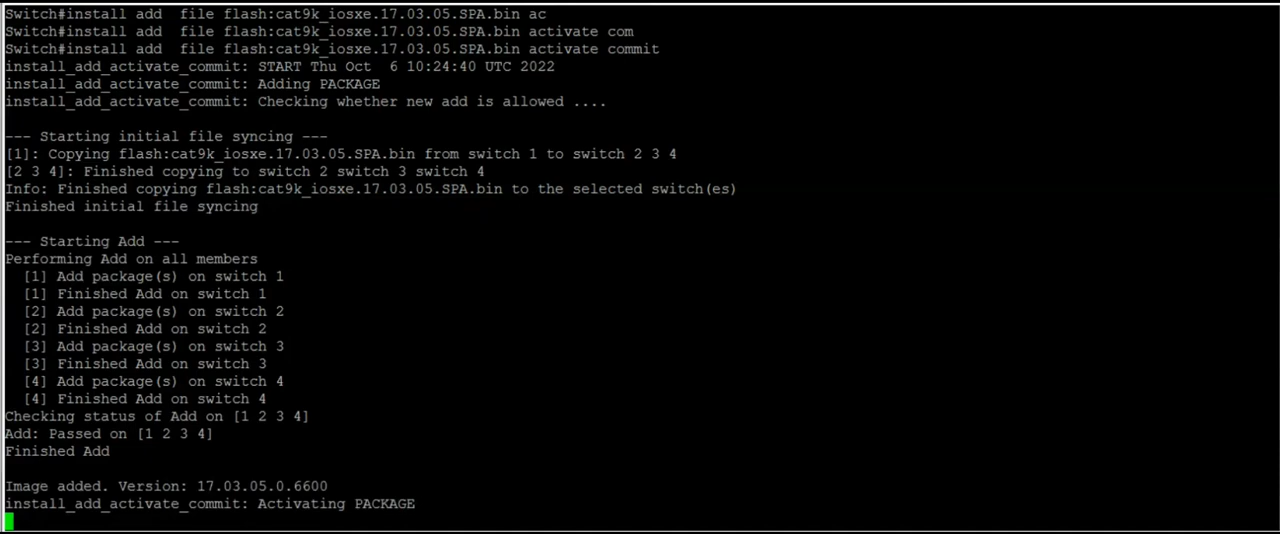 Switch#install add  file flash:cat9k_iosxe.17.03.05.SPA.bin ac
Switch#install add  file flash:cat9k_iosxe.17.03.05.SPA.bin activate com
Switch#install add  file flash:cat9k_iosxe.17.03.05.SPA.bin activate commit
install_add_activate_commit: START Thu Oct  6 10:24:40 UTC 2022
install_add_activate_commit: Adding PACKAGE
install_add_activate_commit: Checking whether new add is allowed ....
--- Starting initial file syncing ---
[1]: Copying flash:cat9k_iosxe.17.03.05.SPA.bin from switch 1 to switch 2 3 4
[2 3 4]: Finished copying to switch 2 switch 3 switch 4
Info: Finished copying flash:cat9k_iosxe.17.03.05.SPA.bin to the selected switch(es)
Finished initial file syncing
--- Starting Add ---
Performing Add on all members
  [1] Add package(s) on switch 1
  [1] Finished Add on switch 1
  [2] Add package(s) on switch 2
  [2] Finished Add on switch 2
  [3] Add package(s) on switch 3
  [3] Finished Add on switch 3
  [4] Add package(s) on switch 4
  [4] Finished Add on switch 4
Checking status of Add on [1 2 3 4]
Add: Passed on [1 2 3 4]
Finished Add
Image added. Version: 17.03.05.0.6600
install_add_activate_commit: Activating PACKAGE